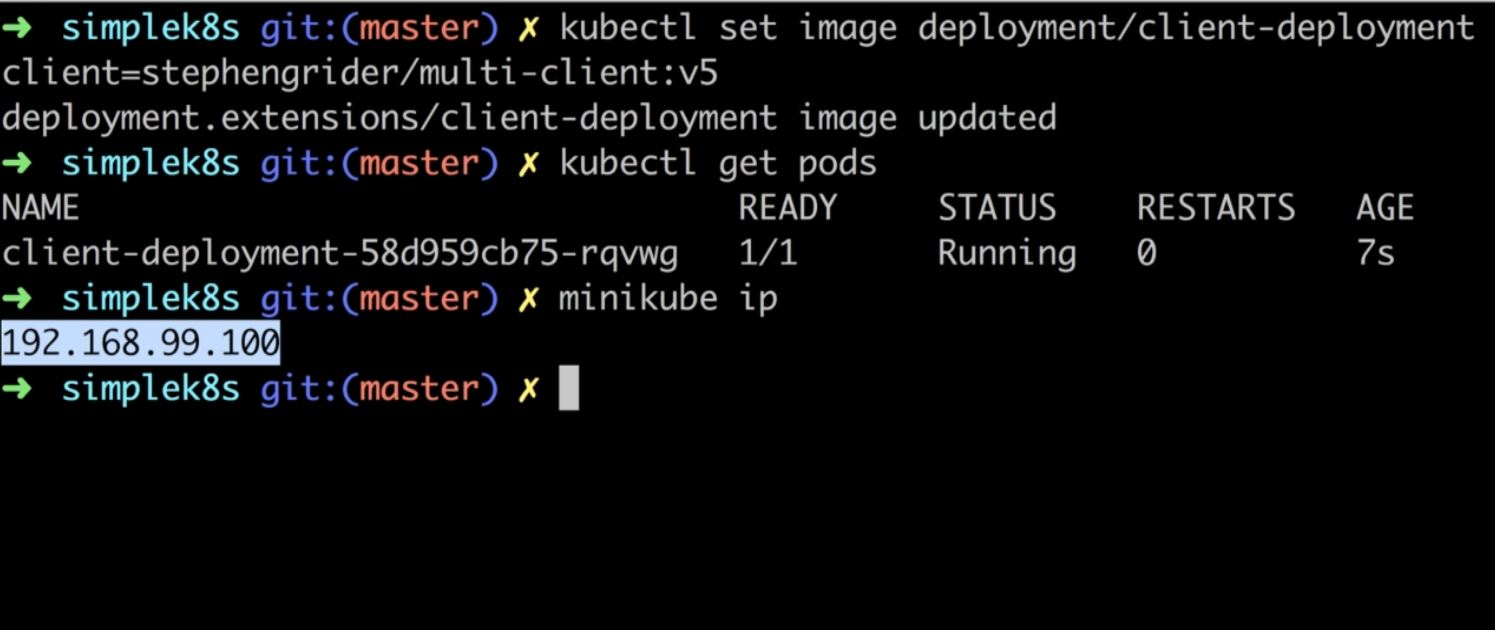 ➜ simplek8s git:(master) ✗ kubectl set image deployment/client-deployment
client=stephengrider/multi-client:v5
deployment.extensions/client-deployment image updated
➜ simplek8s git:(master) ✗ kubectl get pods
NAME READY STATUS RESTARTS AGE
client-deployment-58d959cb75-rqvwg 1/1 Running 0 7s
➜ simplek8s git:(master) ✗ minikube ip
192.168.99.100
➜ simplek8s git:(master) ✗